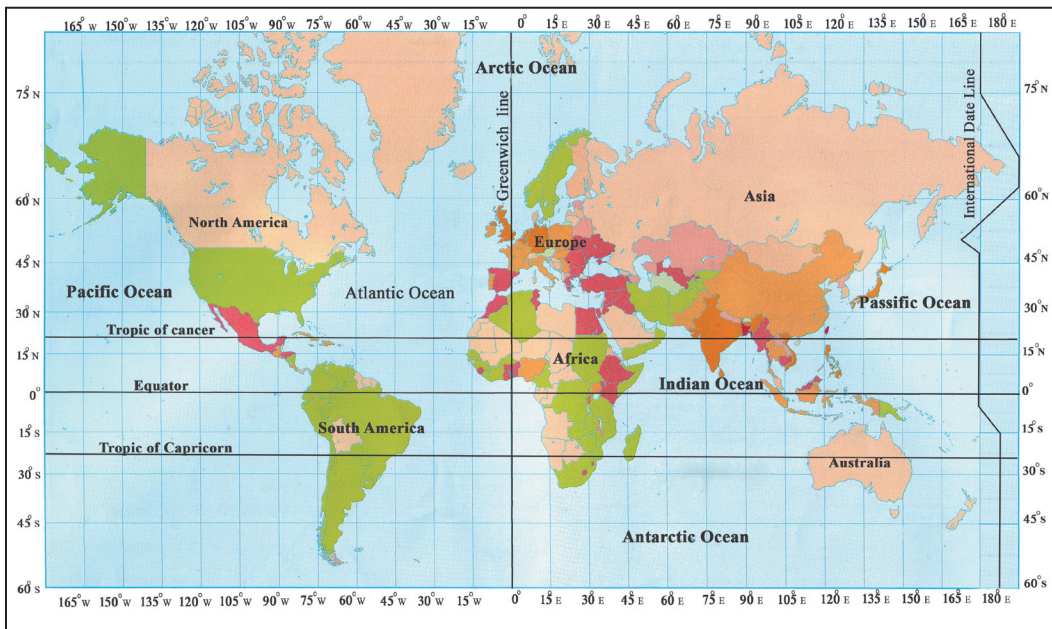 165°W 150°W 135°W 120°W 105°W 90°W 75°W 60°W 45°W 30°W 15°W 0° 15°E 30°E 45°E 60°E 75°E 90°E 105°E 120°E 135°E 150°E 165°E 180°E
Arctic Ocean
75°N
75°N
Greenwich line
International Date Line
60°N
Asia
60°N
North America
Europe
45°N
45°N
Pacific Ocean
Atlantic Ocean
Passific Ocean
30°N
30°N
Tropic of cancer
15°N
Africa
15°N
Equator
Indian Ocean
0°
0°
South America
15°S
15°S
Tropic of Capricorn
Australia
30°S
30°S
45°S
45°S
Antarctic Ocean
60°S
60°S
165°W 150°W 135°W 120°W 105°W 90°W 75°W 60°W 45°W 30°W 15°W 0° 15°E 30°E 45°E 60°E 75°E 90°E 105°E 120°E 135°E 150°E 165°E 180°E